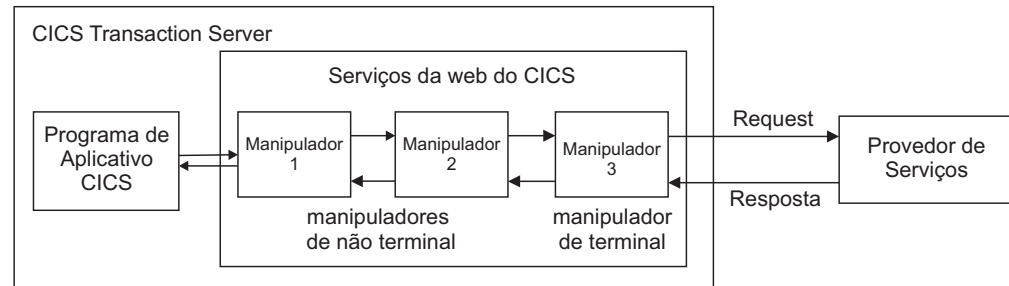 CICS Transaction Server
Serviços da web do CICS
Programa de
Aplicativo
CICS
Manipulador
1
Manipulador
2
Manipulador
3
Request
Resposta
Provedor de
Serviços
manipuladores
de não terminal
manipulador
de terminal